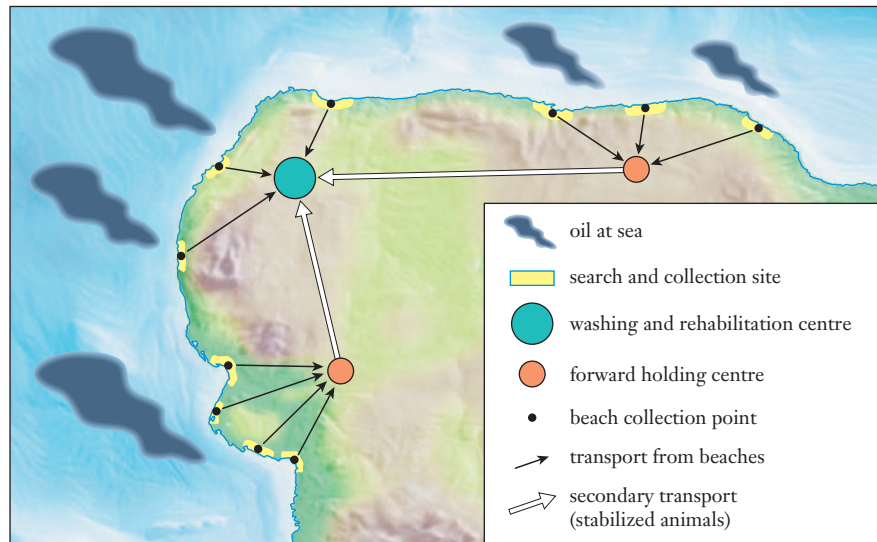 oil at sea
search and collection site
washing and rehabilitation centre
forward holding centre
beach collection point
transport from beaches
secondary transport
(stabilized animals)